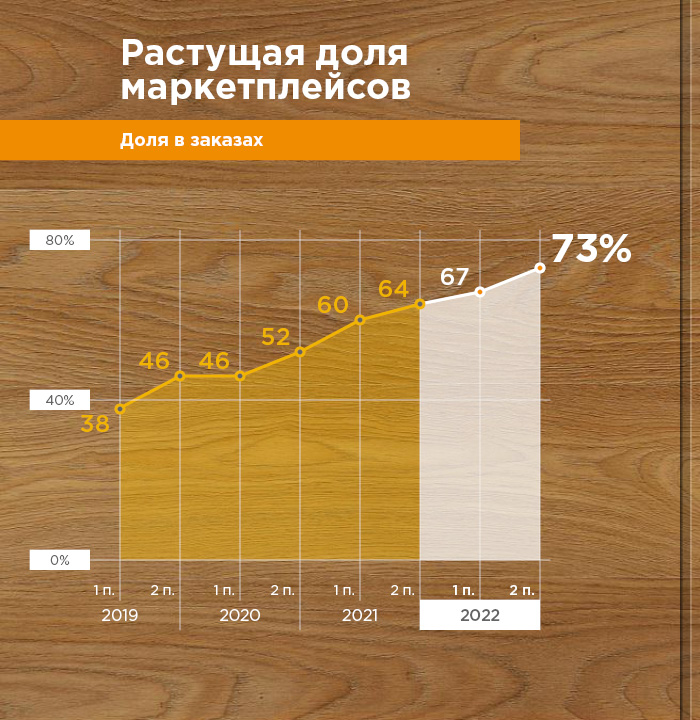 Растущая доля
маркетплейсов
Доля в заказах
80%
73%
67
64
60
52
46 46
40%
38
0%
1 п. 2 п. 1 п. 2 п. 1 п. 2 п. 1 п. 2 п.
2019 2020 2021 2022